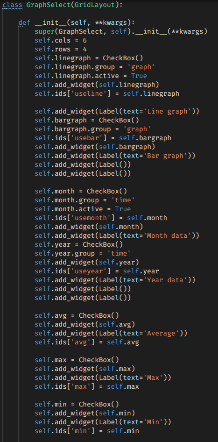 class GraphSelect(GridLayout):
def __init__(self, **kwargs):
super(GraphSelect, self).__init__(**kwargs)
self.cols = 6
self.rows = 4
self.linegraph = CheckBox()
self.linegraph.group = 'graph'
self.linegraph.active = True
self.add_widget(self.linegraph)
self.ids['useline'] = self.linegraph
self.add_widget(Label(text='Line graph'))
self.bargraph = CheckBox()
self.bargraph.group = 'graph'
self.ids['usebar'] = self.bargraph
self.add_widget(self.bargraph)
self.add_widget(Label(text='Bar graph'))
self.add_widget(Label())
self.add_widget(Label())
self.month = CheckBox()
self.month.group = 'time'
self.month.active = True
self.ids['usemonth'] = self.month
self.add_widget(self.month)
self.add_widget(Label(text='Month data'))
self.year = CheckBox()
self.year.group = 'time'
self.add_widget(self.year)
self.ids['useyear'] = self.year
self.add_widget(Label(text='Year data'))
self.add_widget(Label())
self.add_widget(Label())
self.avg = CheckBox()
self.add_widget(self.avg)
self.add_widget(Label(text='Average'))
self.ids['avg'] = self.avg
self.max = CheckBox()
self.add_widget(self.max)
self.add_widget(Label(text='Max'))
self.ids['max'] = self.max
self.min = CheckBox()
self.add_widget(self.min)
self.add_widget(Label(text='Min'))
self.ids['min'] = self.min